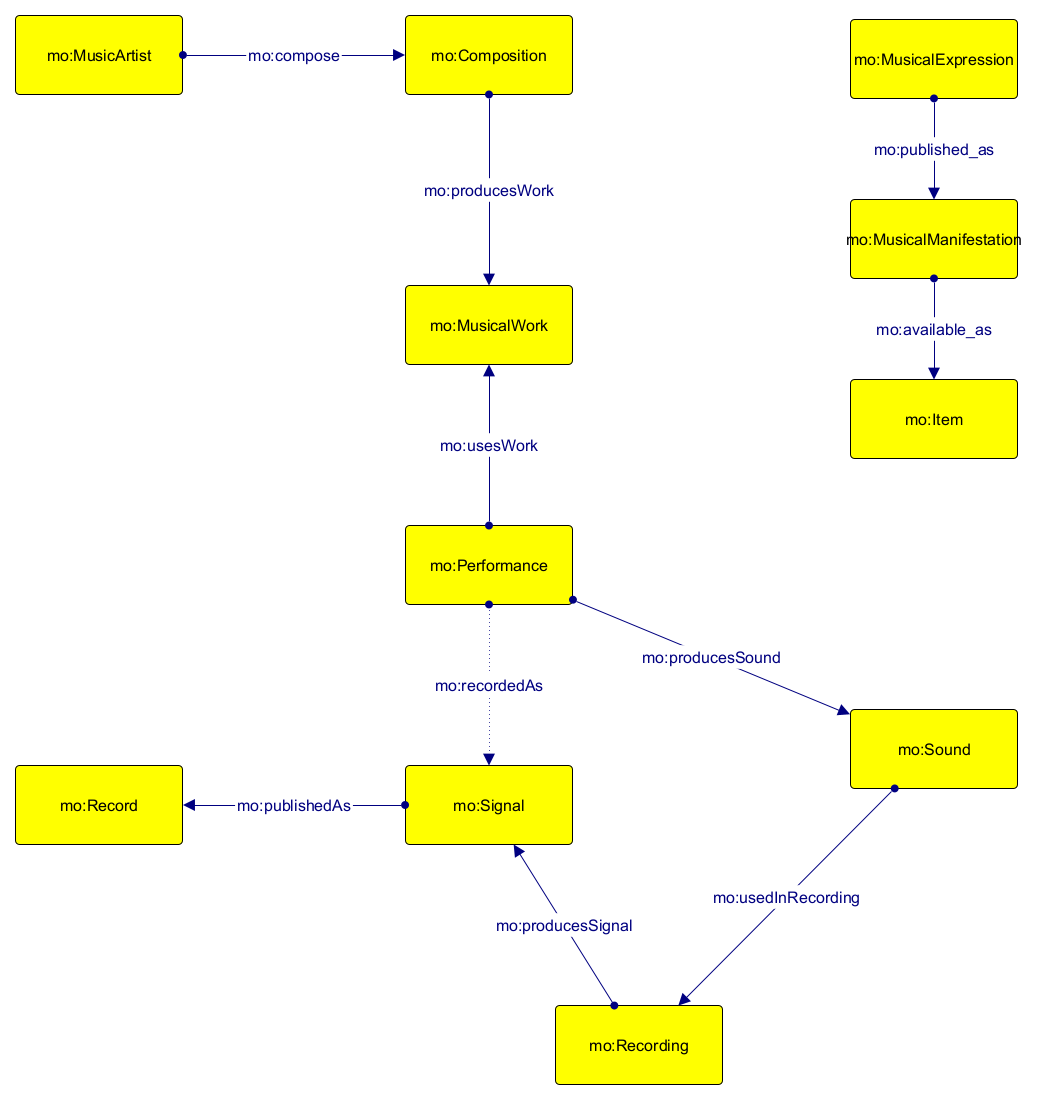 mo:MusicArtist
mo:compose
mo:Composition
mo:MusicalExpression
mo:published_as
mo:producesWork
mo:MusicalManifestation
mo:MusicalWork
mo:available_as
mo:Item
mo:usesWork
mo:Performance
mo:producesSound
mo:recordedAs
mo:Sound
mo:Record
mo:publishedAs
mo:Signal
mo:usedInRecording
mo:producesSignal
mo:Recording